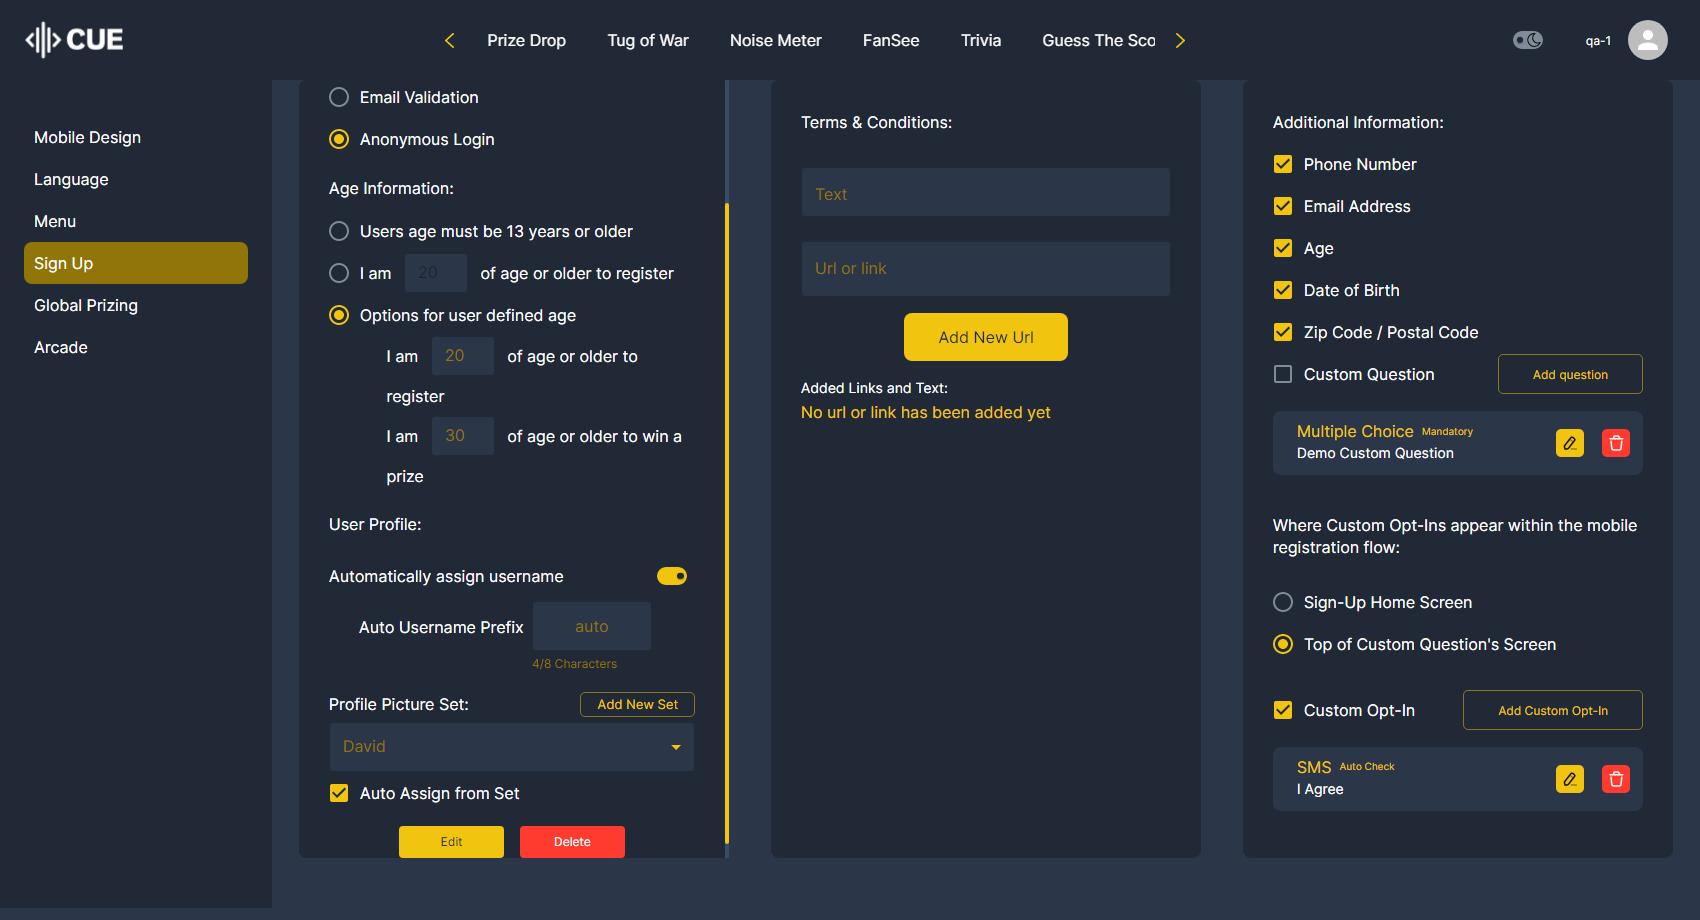 CUE
Prize Drop
Tug of War
Noise Meter
FanSee
Trivia
Guess The Sco
qa-1
Mobile Design
Language
Menu
Sign Up
Global Prizing
Arcade
Email Validation
Anonymous Login
Age Information:
Users age must be 13 years or older
I am 20 of age or older to register
Options for user defined age
I am 20 of age or older to
register
I am 30 of age or older to win a
prize
User Profile:
Automatically assign username
Auto Username Prefix auto
4/8 Characters
Profile Picture Set: Add New Set
David
Auto Assign from Set
Edit Delete
Terms & Conditions:
Text
Url or link
Add New Url
Added Links and Text:
No url or link has been added yet
Additional Information:
Phone Number
Email Address
Age
Date of Birth
Zip Code / Postal Code
Custom Question Add question
Multiple Choice Mandatory
Demo Custom Question
Where Custom Opt-Ins appear within the mobile
registration flow:
Sign-Up Home Screen
Top of Custom Question's Screen
Custom Opt-In Add Custom Opt-In
SMS Auto Check
I Agree